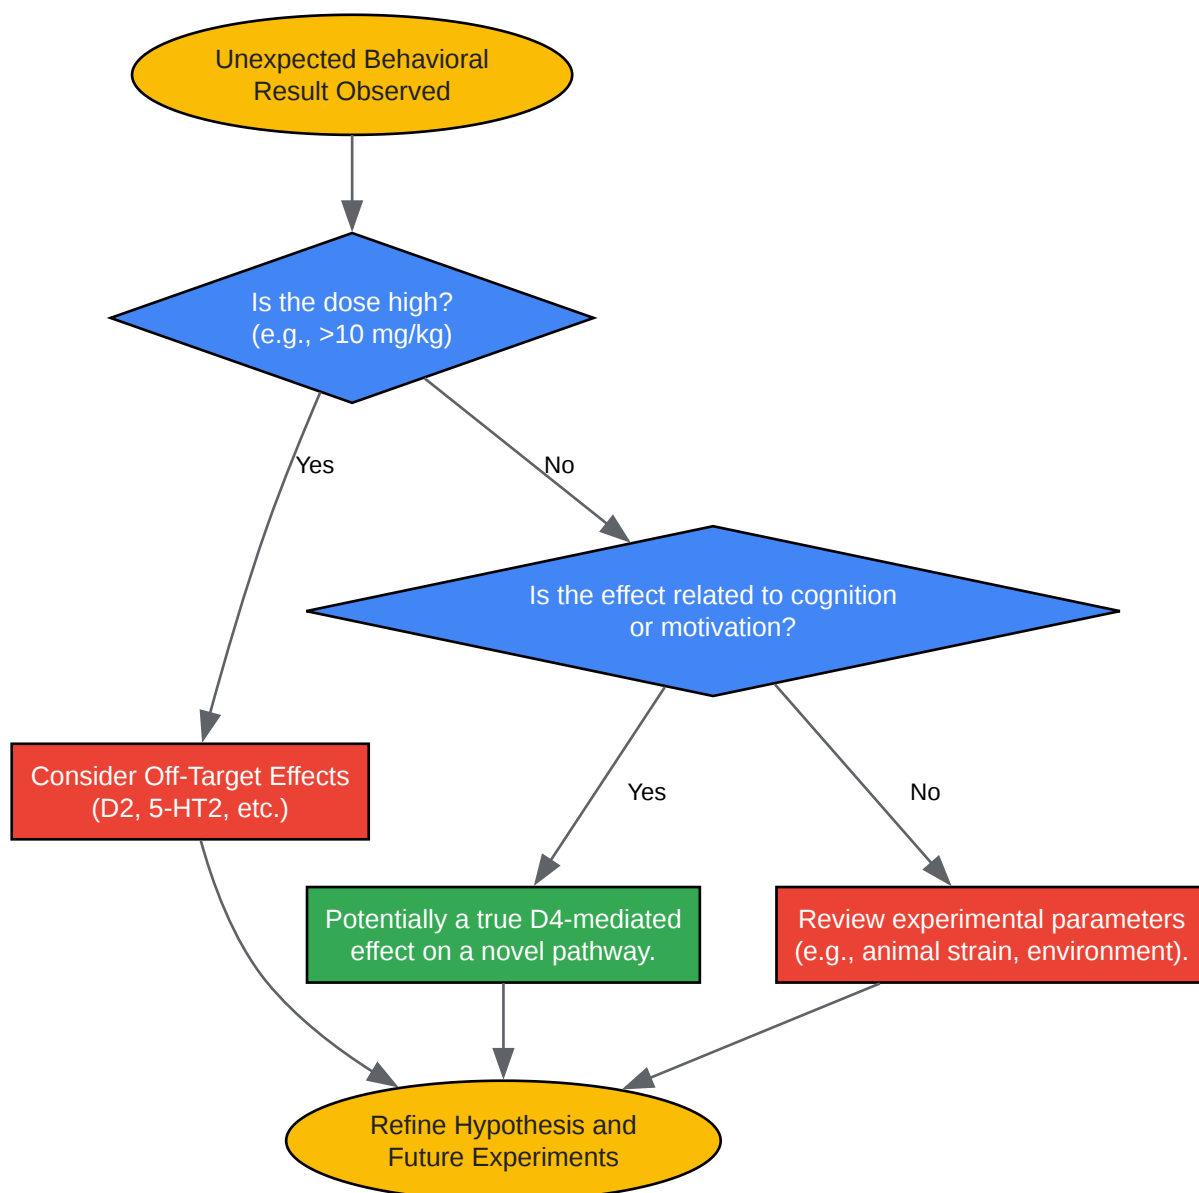 Unexpected Behavioral
Result Observed
Is the dose high?
(e.g., >10 mg/kg)
Yes
No
Is the effect related to cognition
or motivation?
Consider Off-Target Effects
(D2, 5-HT2, etc.)
Yes
No
Potentially a true D4-mediated
effect on a novel pathway.
Review experimental parameters
(e.g., animal strain, environment).
Refine Hypothesis and
Future Experiments